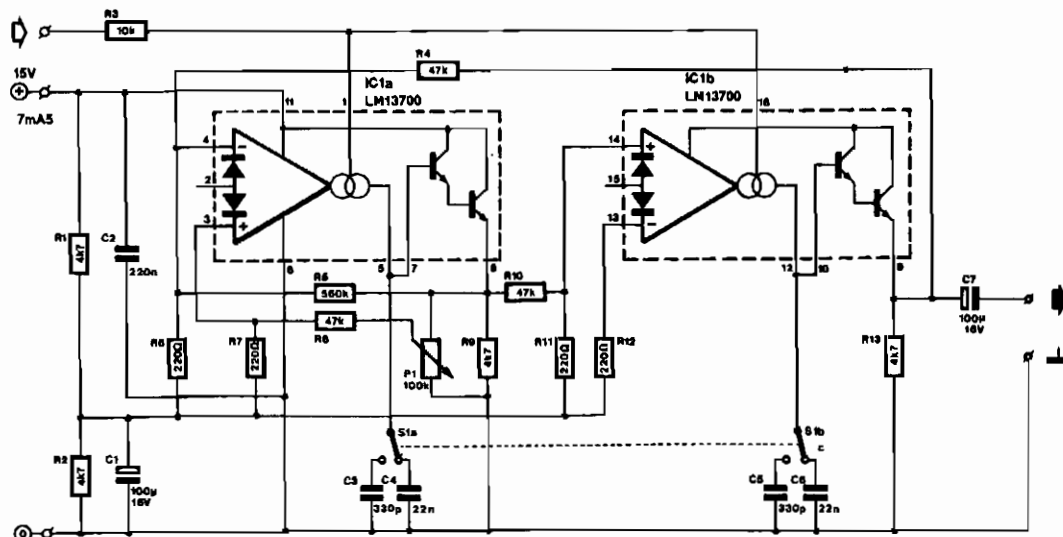 R3
10k
R4
47k
15V
7mA5
IC1a
LM13700
IC1b
LM13700
11
1
16
4
−
2
3
+
6
5
7
8
14
+
15
13
−
12
10
9
R1
4k7
C2
220n
R5
560k
R10
47k
47k
R6
R6
220Ω
R7
220Ω
P1
100k
R9
4k7
R11
220Ω
220Ω
R12
R13
4k7
C7
100µ
16V
R2
4k7
C1
100µ
16V
S1a
S1b
c
C3
330p
C4
22n
C5
330p
C6
22n